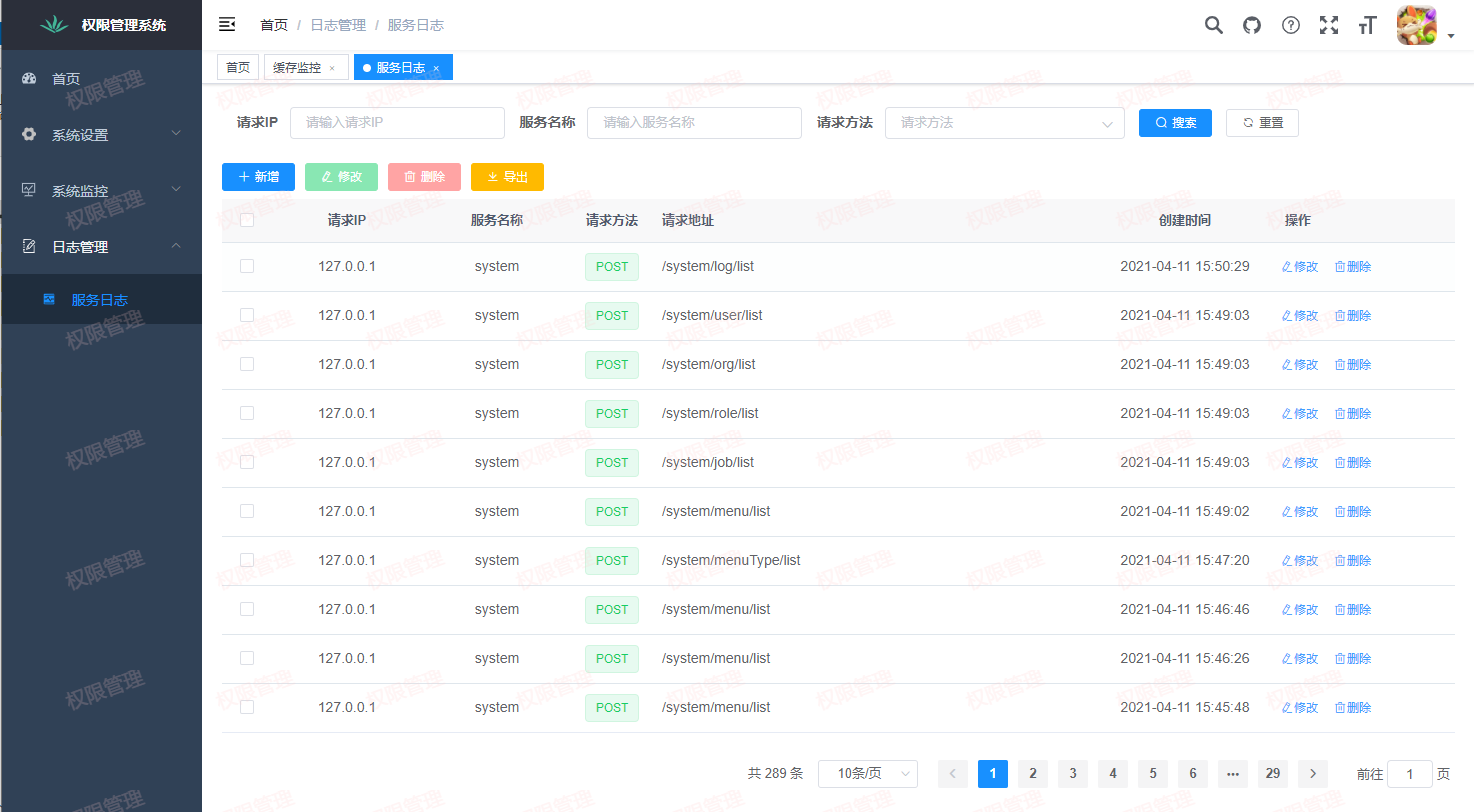 权限管理系统
首页 / 日志管理 / 服务日志
首页
缓存监控 ×
服务日志 ×
首页
系统设置
系统监控
日志管理
服务日志
请求IP 请输入请求IP 服务名称 请输入服务名称 请求方法 请求方法 搜索 重置
新增 修改 删除 导出
请求IP 服务名称 请求方法 请求地址 创建时间 操作
127.0.0.1 system POST /system/log/list 2021-04-11 15:50:29 修改 删除
127.0.0.1 system POST /system/user/list 2021-04-11 15:49:03 修改 删除
127.0.0.1 system POST /system/org/list 2021-04-11 15:49:03 修改 删除
127.0.0.1 system POST /system/role/list 2021-04-11 15:49:03 修改 删除
127.0.0.1 system POST /system/job/list 2021-04-11 15:49:03 修改 删除
127.0.0.1 system POST /system/menu/list 2021-04-11 15:49:02 修改 删除
127.0.0.1 system POST /system/menuType/list 2021-04-11 15:47:20 修改 删除
127.0.0.1 system POST /system/menu/list 2021-04-11 15:46:46 修改 删除
127.0.0.1 system POST /system/menu/list 2021-04-11 15:46:26 修改 删除
127.0.0.1 system POST /system/menu/list 2021-04-11 15:45:48 修改 删除
共 289 条 10条/页 < 1 2 3 4 5 6 ••• 29 > 前往 1 页
权限管理